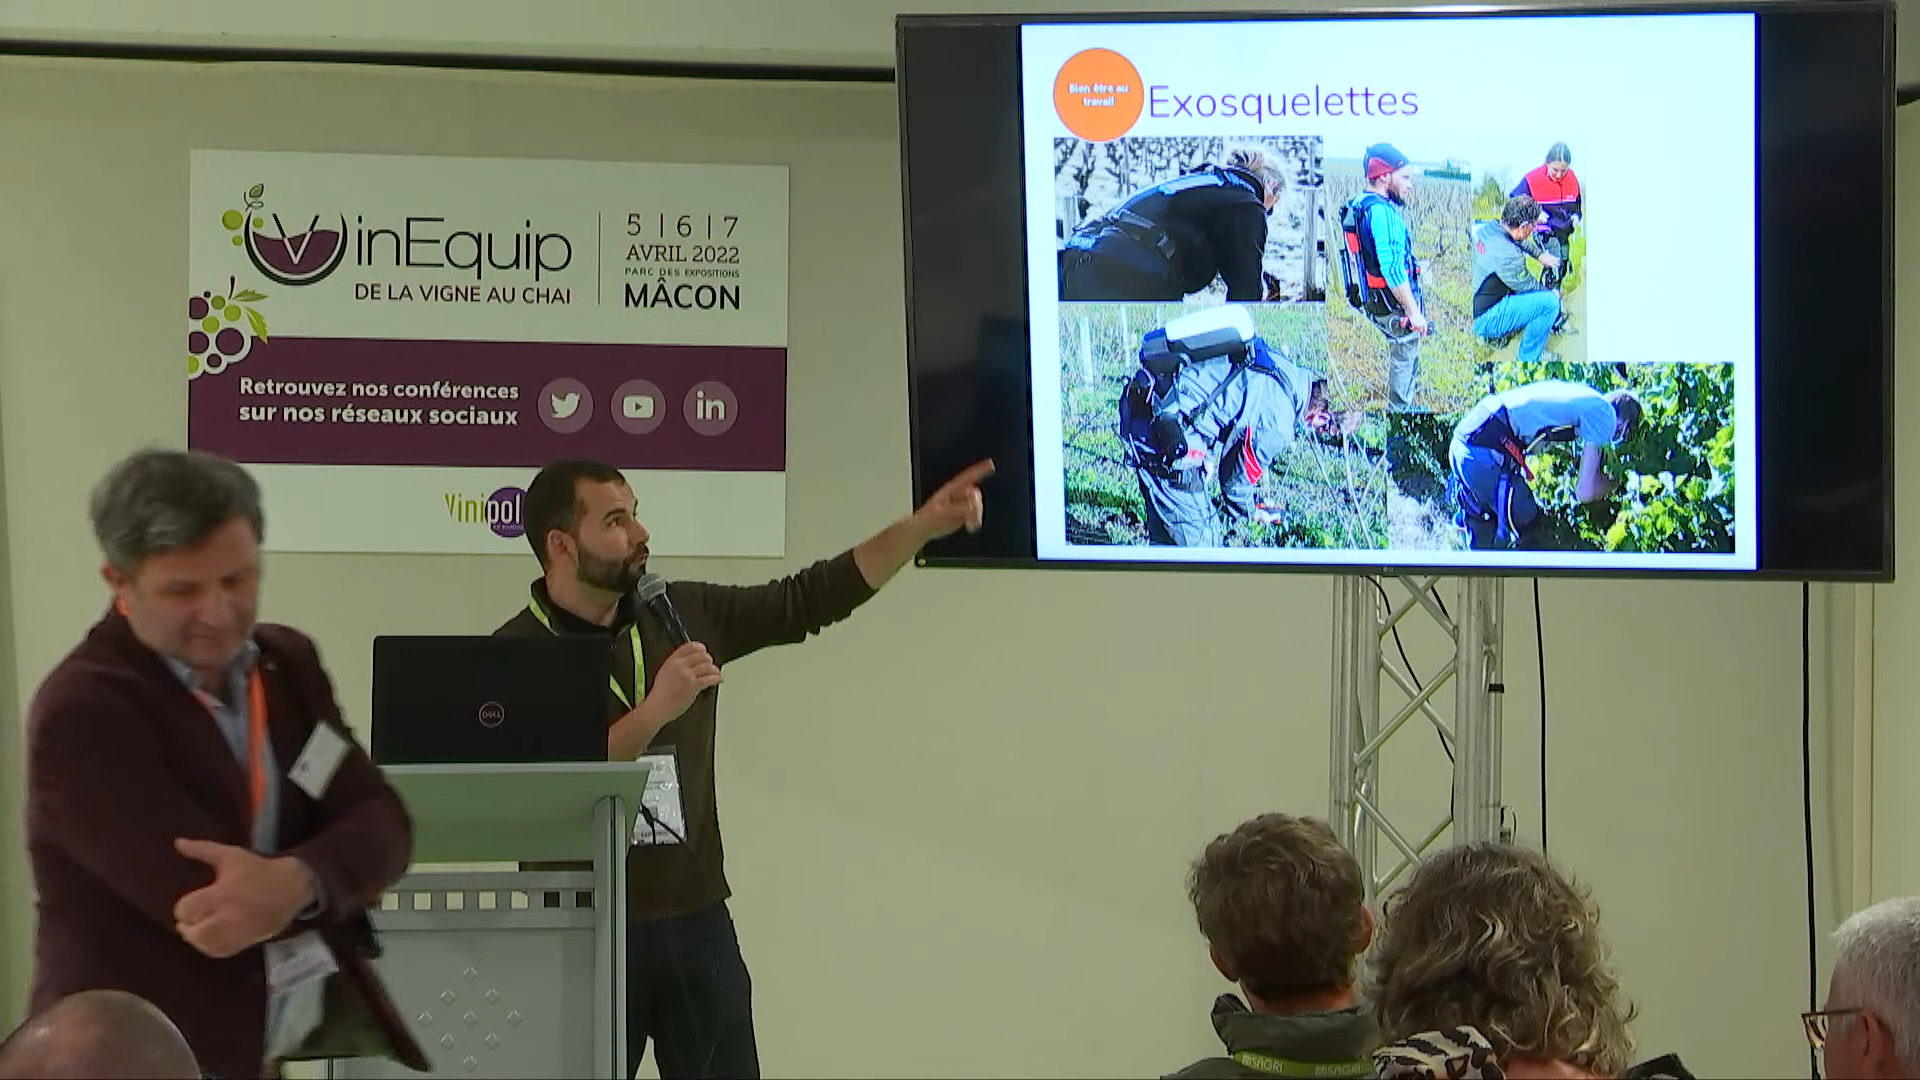 VinEquip
DE LA VIGNE AU CHAI
5 | 6 | 7
AVRIL 2022
PARC DES EXPOSITIONS
MÂCON
Retrouvez nos conférences
sur nos réseaux sociaux
in
Vinipol
Bien être au
travail
Exosquelettes
DELL